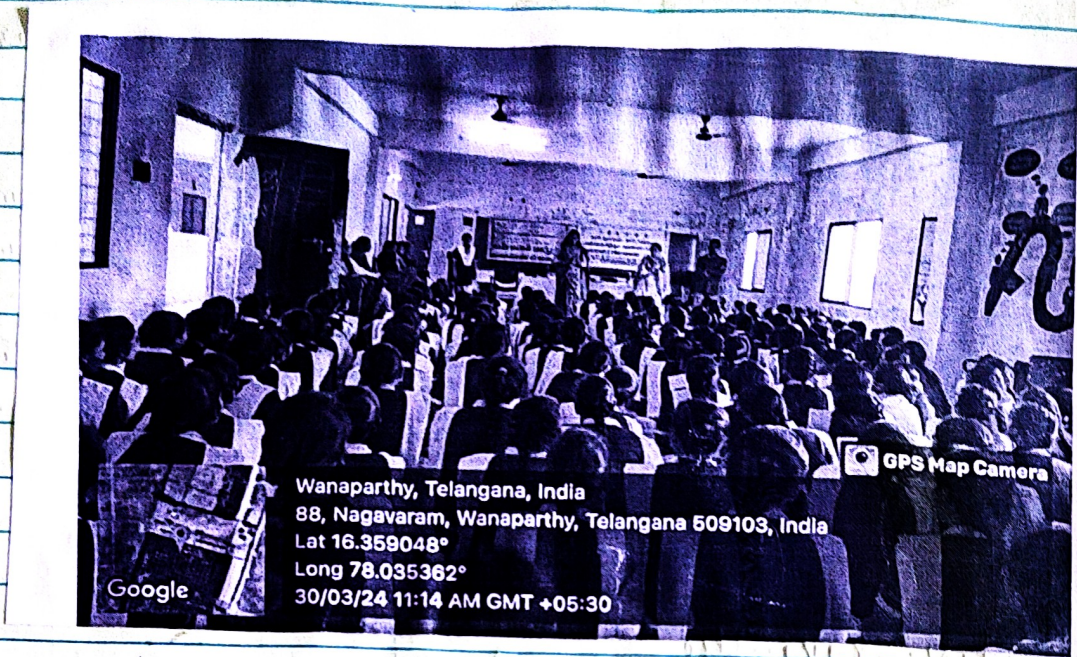 GPS Map Camera
Wanaparthy, Telangana, India
88, Nagavaram, Wanaparthy, Telangana 509103, India
Lat 16.359048°
Long 78.035362°
30/03/24 11:14 AM GMT +05:30
Google